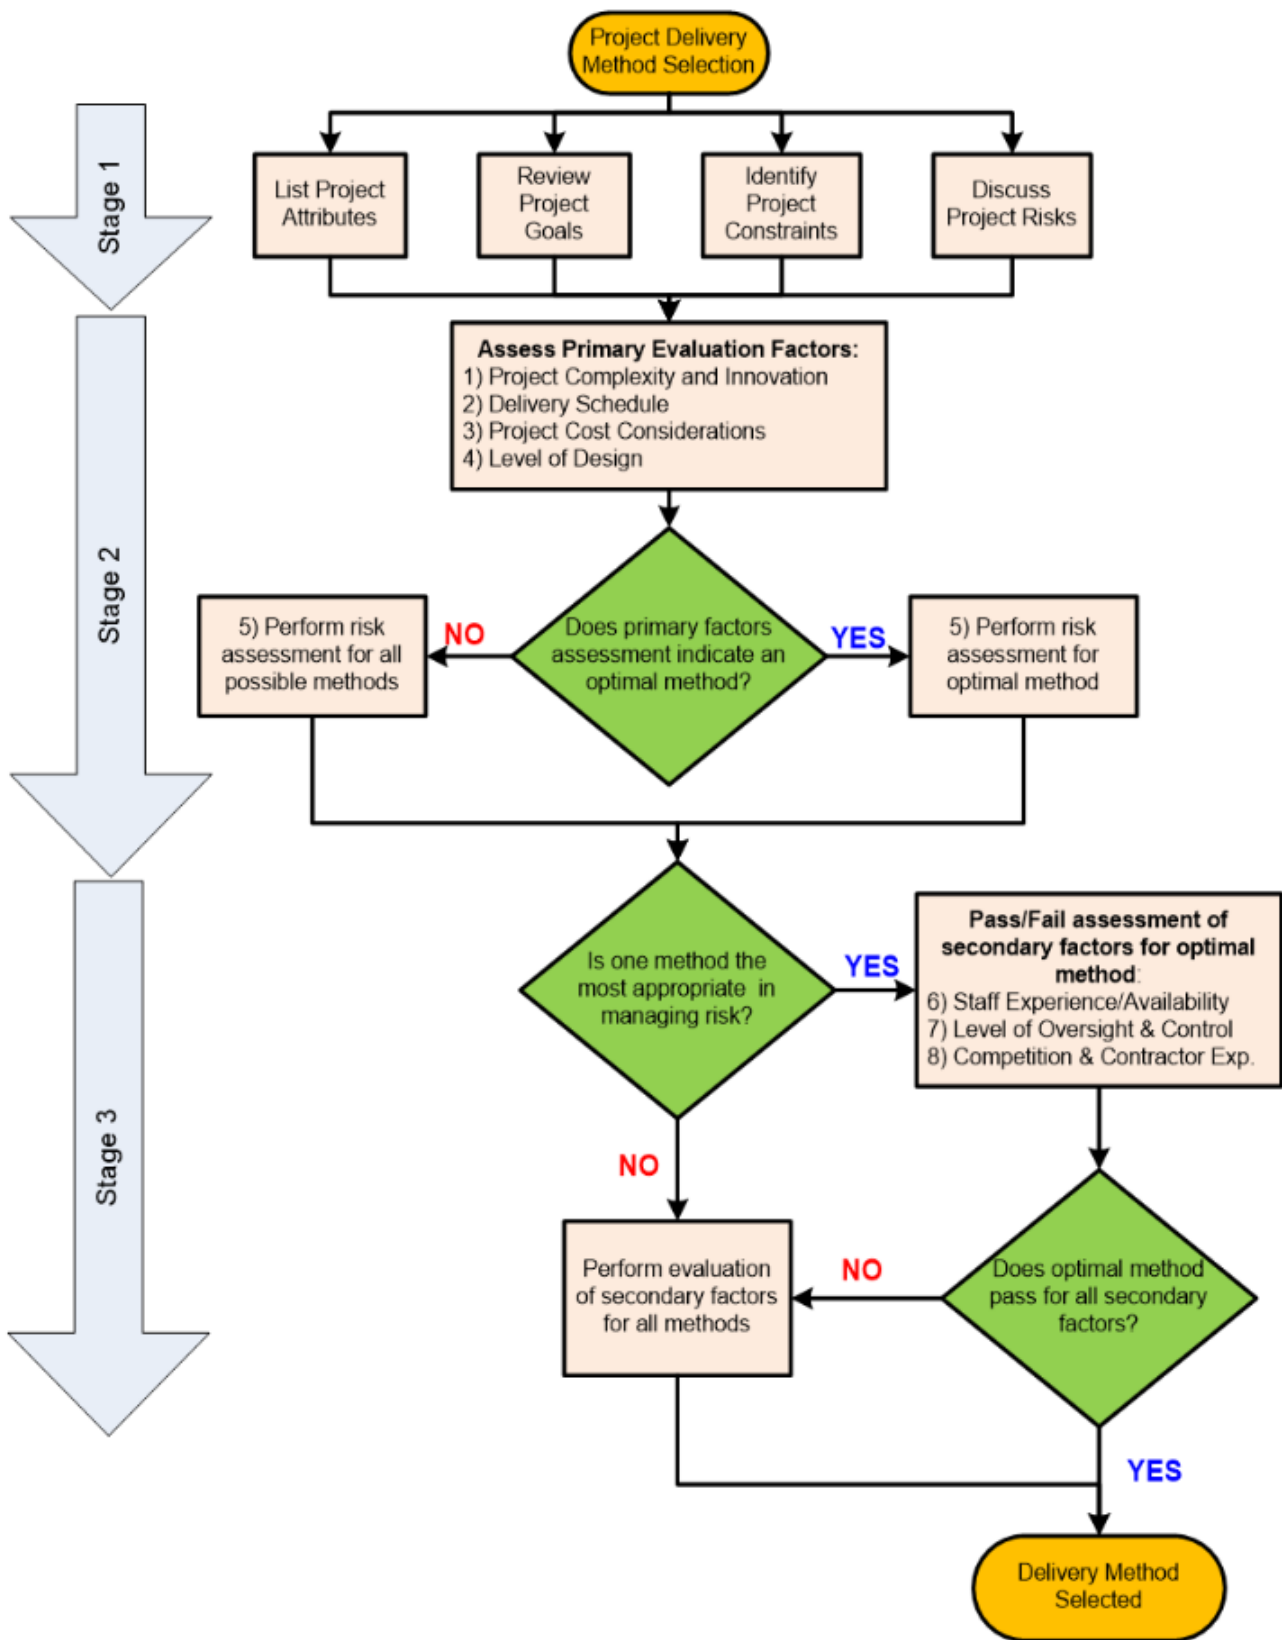 Project Delivery
Method Selection
Stage 1
List Project
Attributes
Review
Project
Goals
Identify
Project
Constraints
Discuss
Project Risks
Stage 2
Assess Primary Evaluation Factors:
1) Project Complexity and Innovation
2) Delivery Schedule
3) Project Cost Considerations
4) Level of Design
5) Perform risk
assessment for all
possible methods
NO
Does primary factors
assessment indicate an
optimal method?
YES
5) Perform risk
assessment for
optimal method
Stage 3
Is one method the
most appropriate in
managing risk?
YES
Pass/Fail assessment of
secondary factors for optimal
method:
6) Staff Experience/Availability
7) Level of Oversight & Control
8) Competition & Contractor Exp.
NO
Perform evaluation
of secondary factors
for all methods
NO
Does optimal method
pass for all secondary
factors?
YES
Delivery Method
Selected